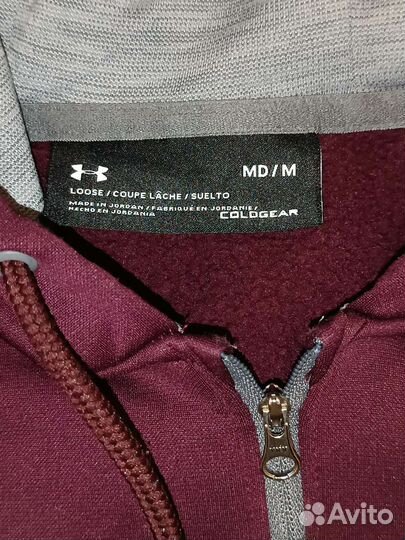 MD / M
LOOSE / COUPE LÂCHE / SUELTO
MADE IN JORDAN / FABRIQUÉ EN JORDANIE /
HECHO EN JORDANIA
COLDGEAR
Avito